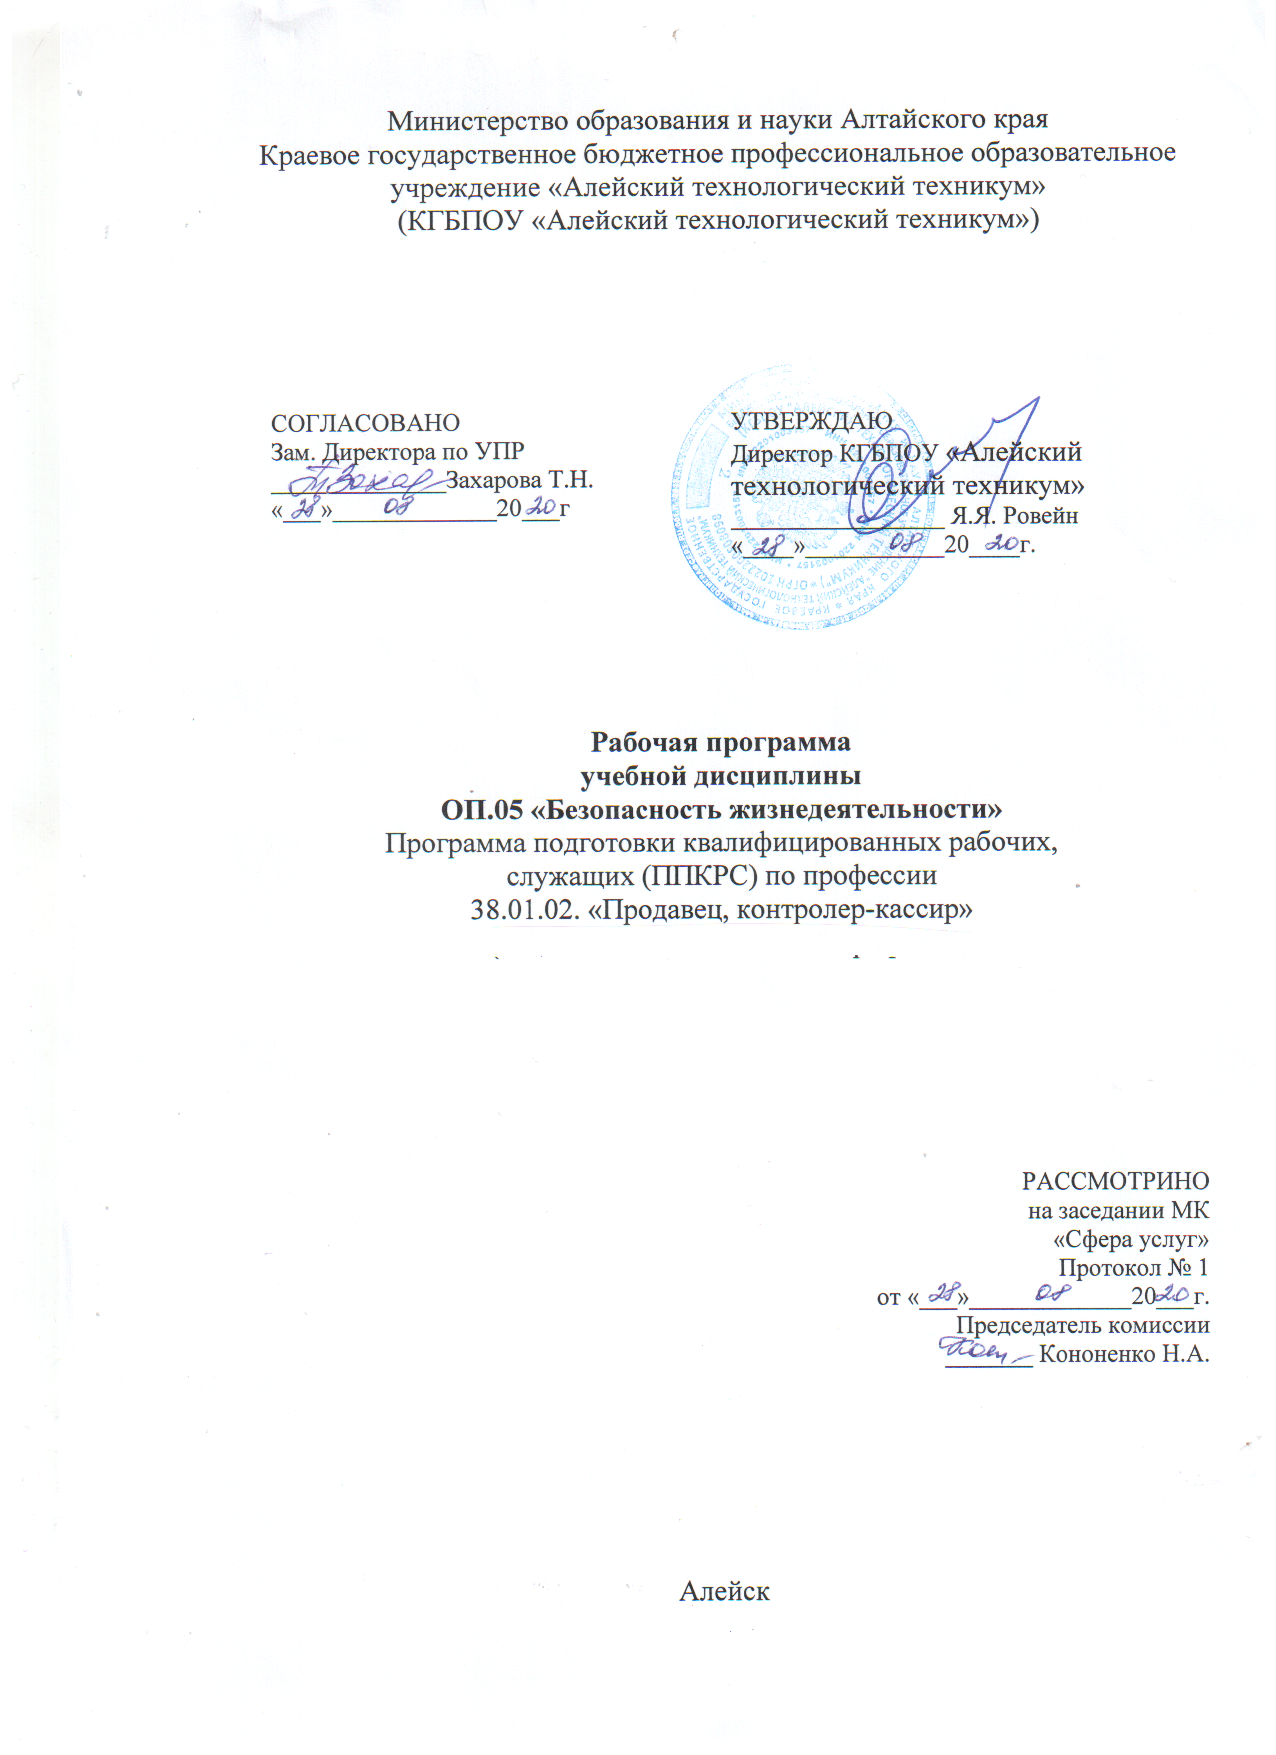 Министерство образования и науки Алтайского края
Краевое государственное бюджетное профессиональное образовательное
учреждение «Алейский технологический техникум»
(КГБПОУ «Алейский технологический техникум»)
СОГЛАСОВАНО
Зам. Директора по УПР
Захарова Т.Н.
«28» 08 2020г
УТВЕРЖДАЮ
Директор КГБПОУ «Алейский
технологический техникум»
Я.Я. Ровейн
«28» 08 2020г.
Рабочая программа
учебной дисциплины
ОП.05 «Безопасность жизнедеятельности»
Программа подготовки квалифицированных рабочих,
служащих (ППКРС) по профессии
38.01.02. «Продавец, контролер-кассир»
РАССМОТРИНО
на заседании МК
«Сфера услуг»
Протокол № 1
от «28» 08 2020г.
Председатель комиссии
Кононенко Н.А.
Алейск